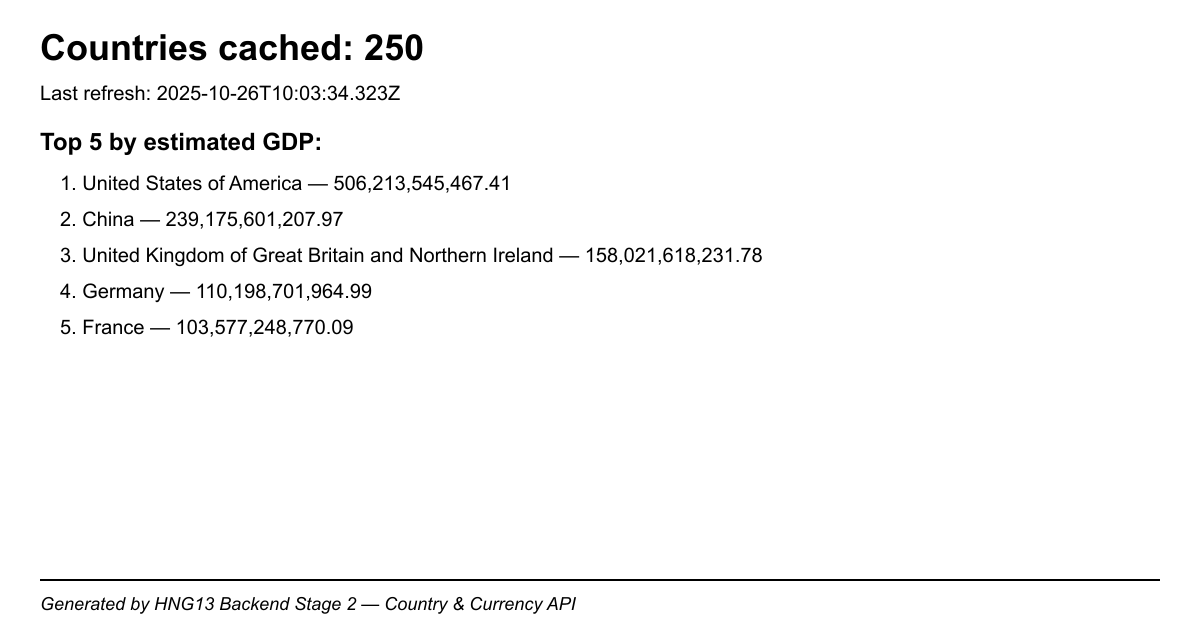 Countries cached: 250
Last refresh: 2025-10-26T10:03:34.323Z
Top 5 by estimated GDP:
1. United States of America — 506,213,545,467.41
2. China — 239,175,601,207.97
3. United Kingdom of Great Britain and Northern Ireland — 158,021,618,231.78
4. Germany — 110,198,701,964.99
5. France — 103,577,248,770.09
Generated by HNG13 Backend Stage 2 — Country & Currency API